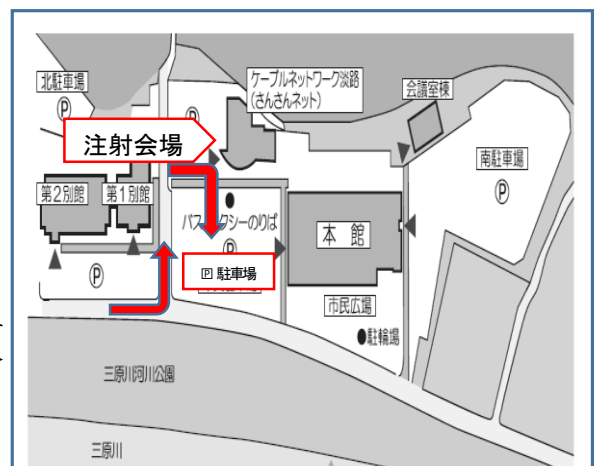 北駐車場
Ⓟ
ケーブルネットワーク淡路
(さんさんネット)
会議室棟
Ⓟ
注射会場
南駐車場
Ⓟ
第2別館
第1別館
バス
クシーのりば
本館
Ⓟ
🄿 駐車場
Ⓟ
市民広場
●駐輪場
三原川河川公園
三原川